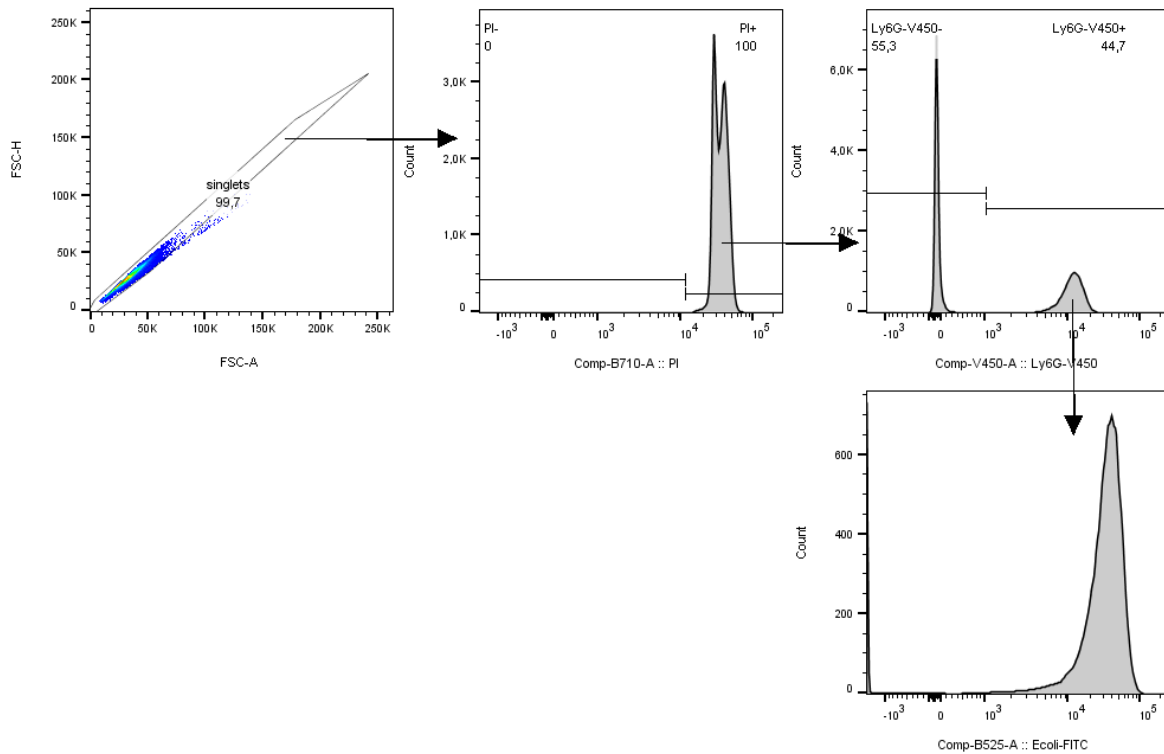 250K
200K
150K
100K
50K
0
FSC-H
singlets
99,7
0 50K 100K 150K 200K 250K
FSC-A
PI-
0
PI+
100
3,0K
2,0K
1,0K
0
Count
-10³ 0 10³ 10⁴ 10⁵
Comp-B710-A :: PI
Ly6G-V450-
55,3
Ly6G-V450+
44,7
6,0K
4,0K
2,0K
0
Count
-10³ 0 10³ 10⁴ 10⁵
Comp-V450-A :: Ly6G-V450
600
400
200
0
Count
-10³ 0 10³ 10⁴ 10⁵
Comp-B525-A :: Ecoli-FITC